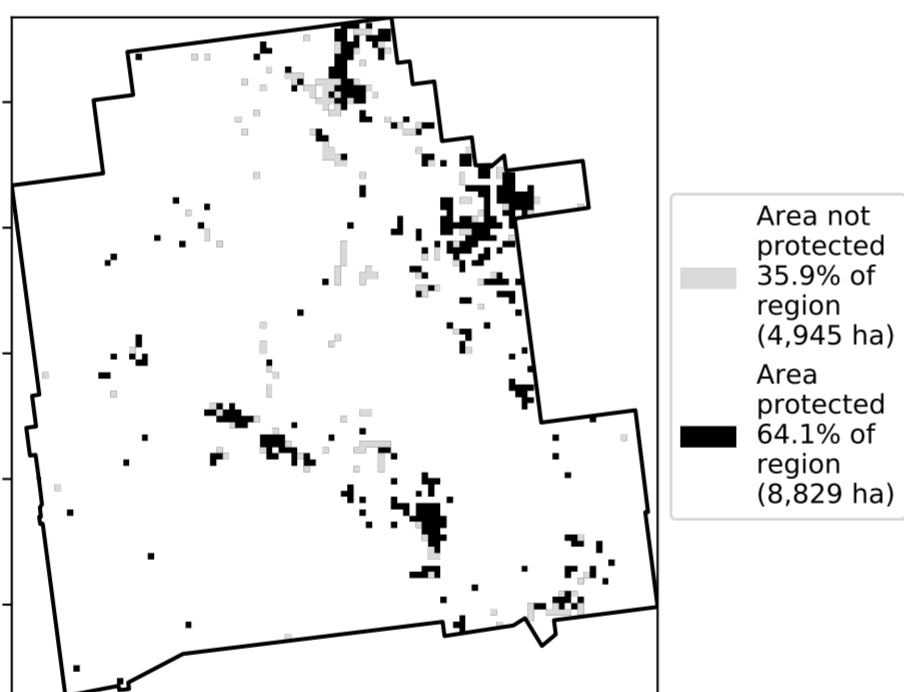 Area not
protected
35.9% of
region
(4,945 ha)
Area
protected
64.1% of
region
(8,829 ha)